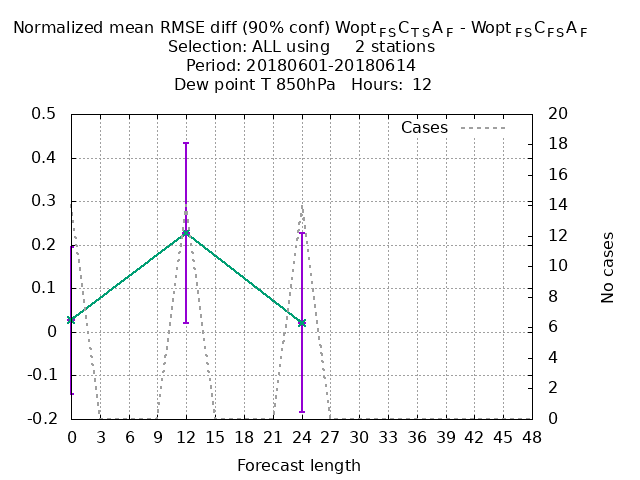 Normalized mean RMSE diff (90% conf) Wopt FS C TS A F - Wopt FS C FS A F
Selection: ALL using 2 stations
Period: 20180601-20180614
Dew point T 850hPa Hours: 12
Cases
0.5
0.4
0.3
0.2
0.1
0
-0.1
-0.2
20
18
16
14
12
10
8
6
4
2
0
No cases
0 3 6 9 12 15 18 21 24 27 30 33 36 39 42 45 48
Forecast length